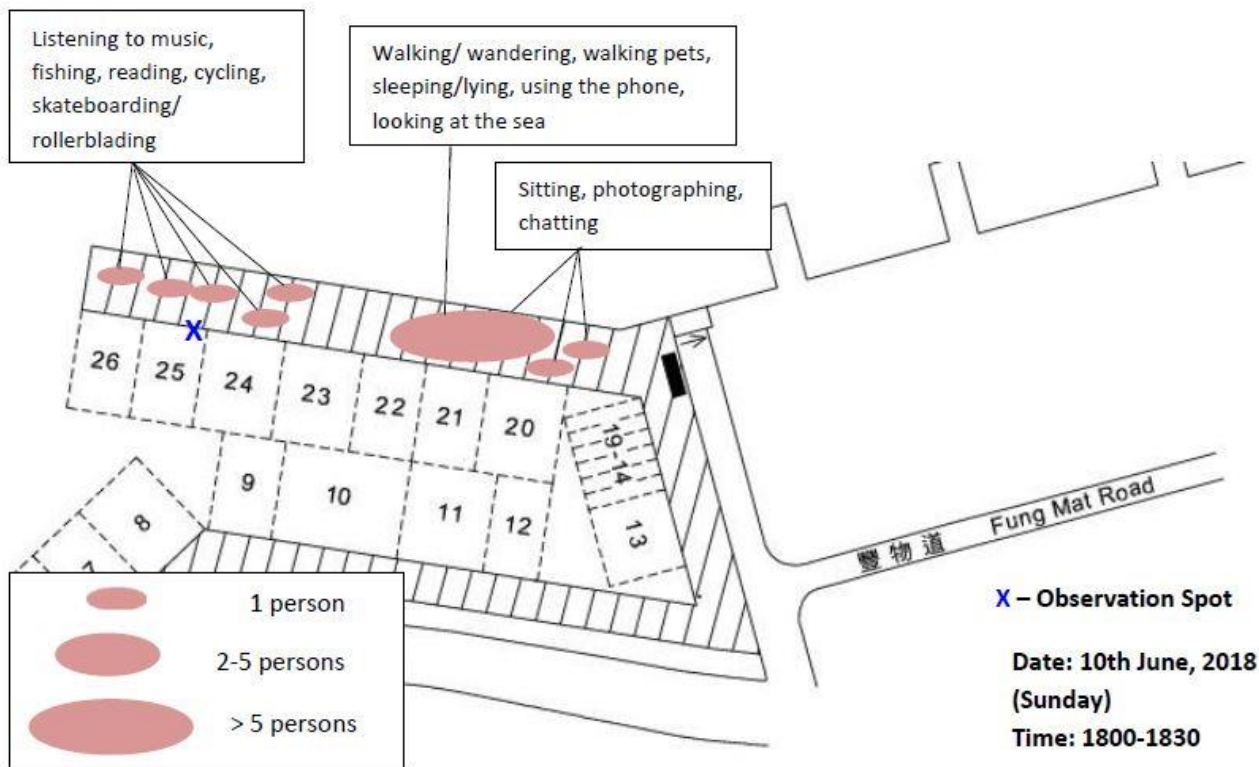 Listening to music,
fishing, reading, cycling,
skateboarding/
rollerblading
Walking/ wandering, walking pets,
sleeping/lying, using the phone,
looking at the sea
Sitting, photographing,
chatting
X
26
25
24
23
22
21
20
19-14
13
9
10
11
12
8
7
豐物道 Fung Mat Road
1 person
2-5 persons
> 5 persons
X – Observation Spot
Date: 10th June, 2018
(Sunday)
Time: 1800-1830